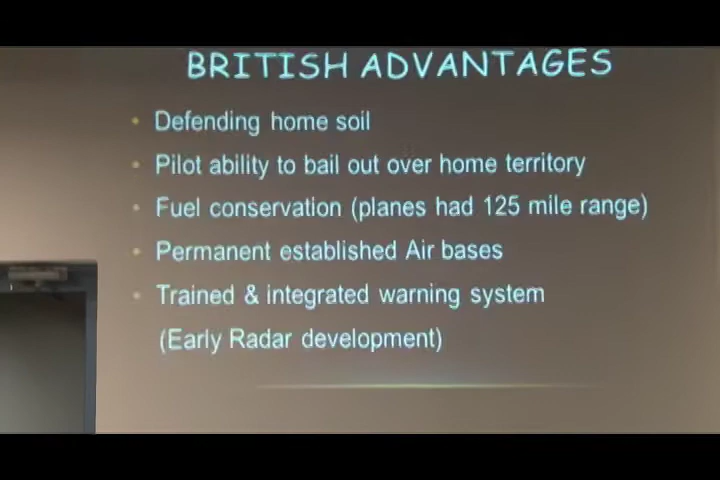 BRITISH ADVANTAGES
• Defending home soil
• Pilot ability to bail out over home territory
• Fuel conservation (planes had 125 mile range)
• Permanent established Air bases
• Trained & integrated warning system
(Early Radar development)